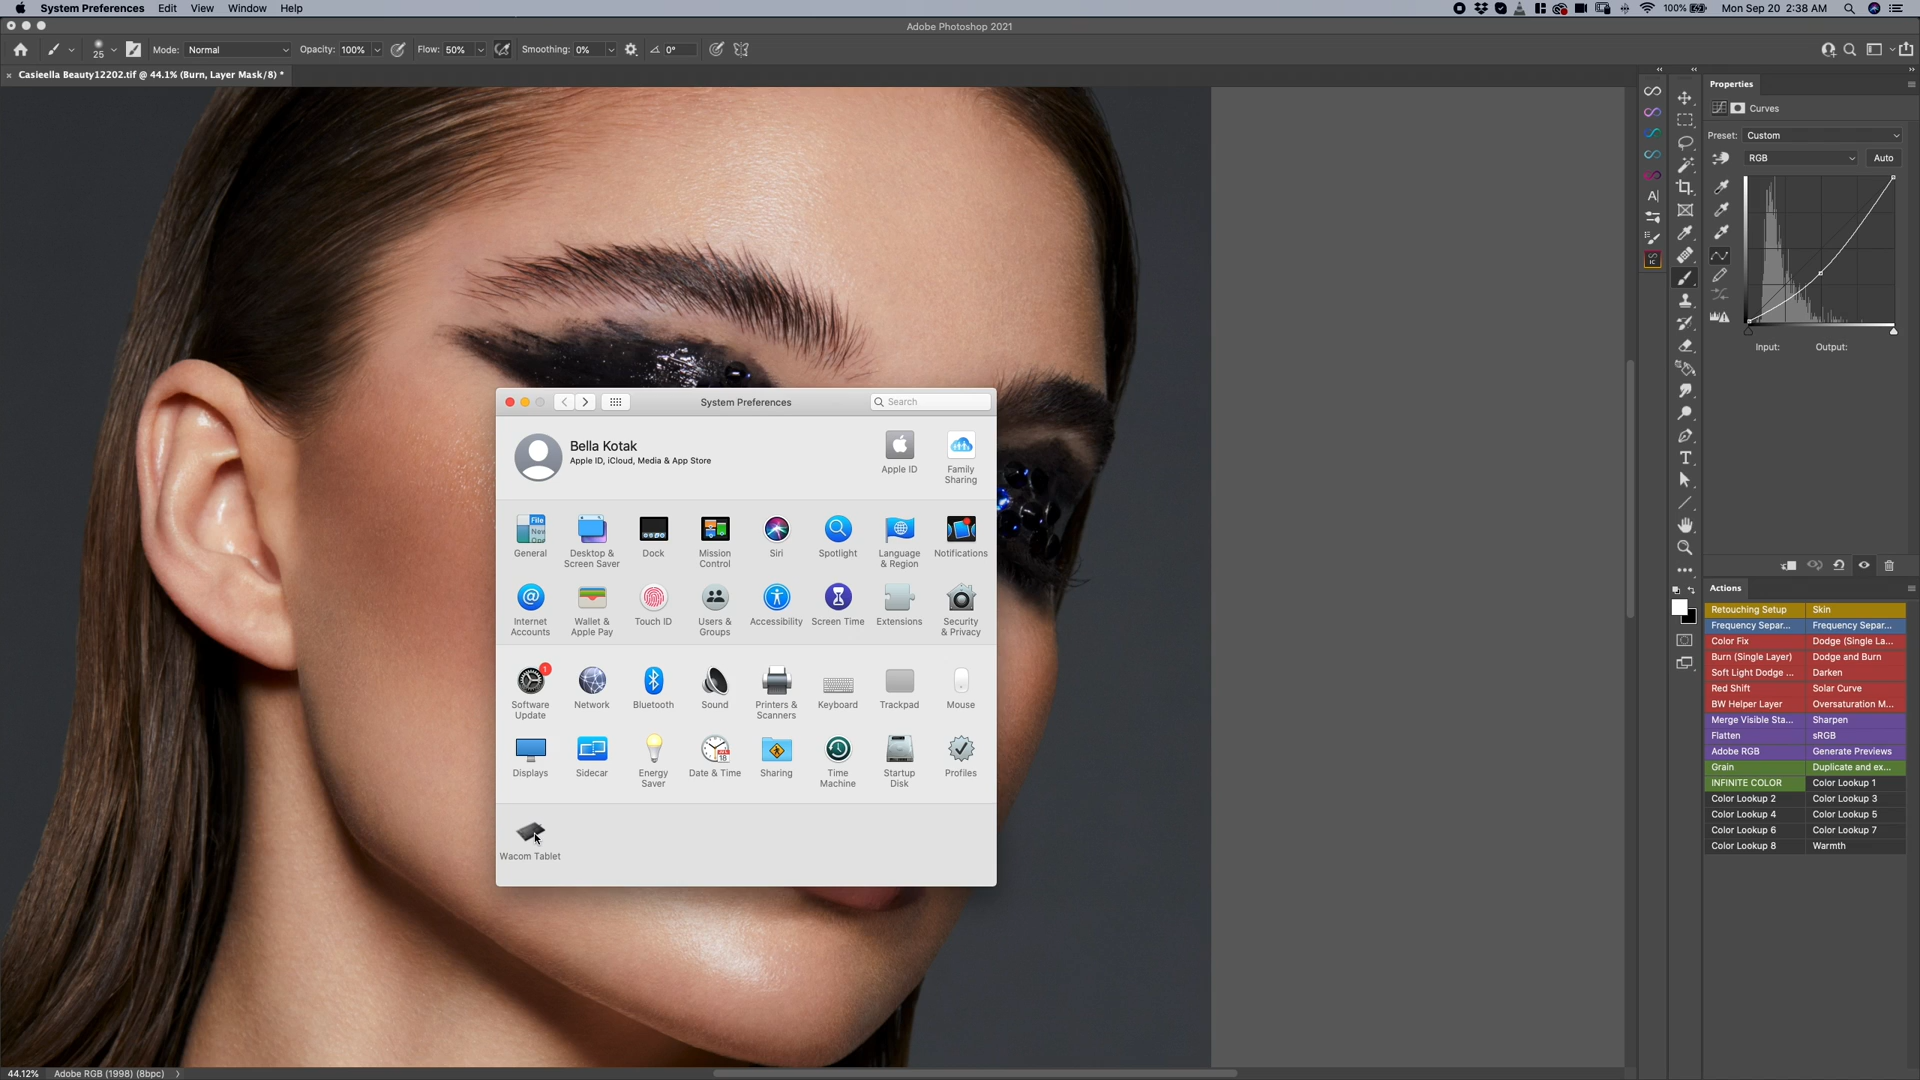 System Preferences Edit View Window Help
100% Mon Sep 20 2:38 AM
Adobe Photoshop 2021
25 Mode: Normal Opacity: 100% Flow: 50% Smoothing: 0% 0°
Casieella Beauty12202.tif @ 44.1% (Burn, Layer Mask/8) *
Properties
Curves
Preset: Custom
RGB Auto
Input: Output:
System Preferences
Search
Bella Kotak
Apple ID, iCloud, Media & App Store
Apple ID
Family
Sharing
General
Desktop &
Screen Saver
Dock
Mission
Control
Siri
Spotlight
Language
& Region
Notifications
Internet
Accounts
Wallet &
Apple Pay
Touch ID
Users &
Groups
Accessibility
Screen Time
Extensions
Security
& Privacy
1
Software
Update
Network
Bluetooth
Sound
Printers &
Scanners
Keyboard
Trackpad
Mouse
Displays
Sidecar
Energy
Saver
Date & Time
Sharing
Time
Machine
Startup
Disk
Profiles
Wacom Tablet
Actions
Retouching Setup Skin
Frequency Separ... Frequency Separ...
Color Fix Dodge (Single La...
Burn (Single Layer) Dodge and Burn
Soft Light Dodge ... Darken
Red Shift Solar Curve
BW Helper Layer Oversaturation M...
Merge Visible Sta... Sharpen
Flatten sRGB
Adobe RGB Generate Previews
Grain Duplicate and ex...
INFINITE COLOR Color Lookup 1
Color Lookup 2 Color Lookup 3
Color Lookup 4 Color Lookup 5
Color Lookup 6 Color Lookup 7
Color Lookup 8 Warmth
44.12% Adobe RGB (1998) (8bpc)